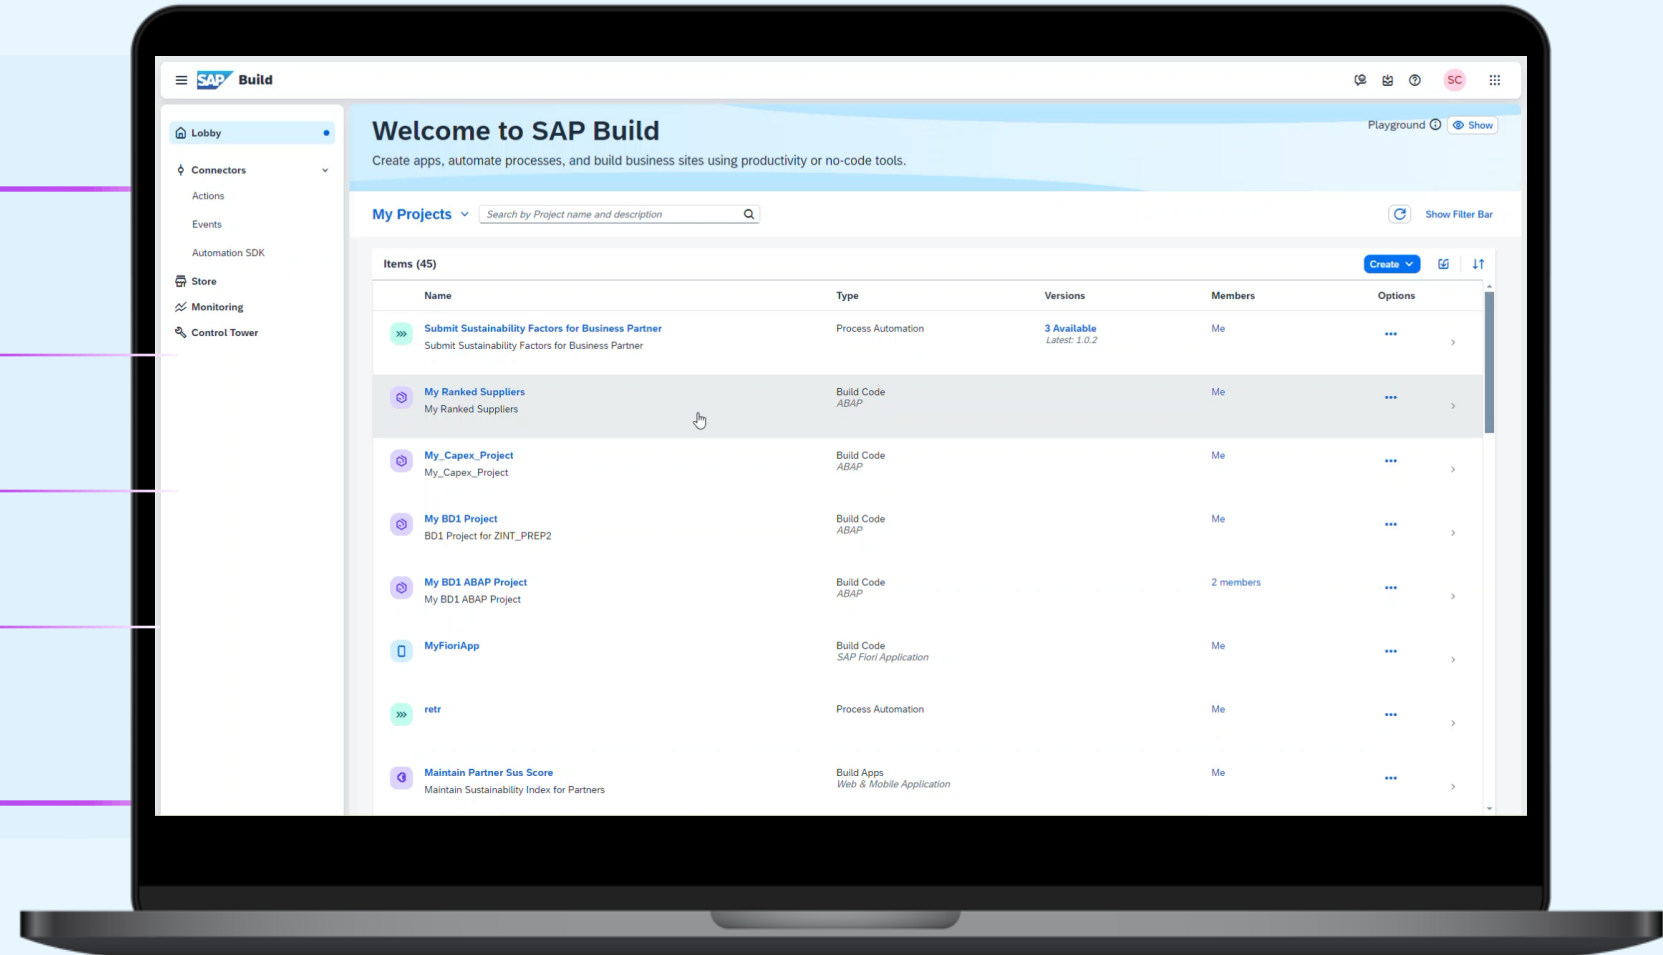 SAP Build
SC
Lobby
Connectors
Actions
Events
Automation SDK
Store
Monitoring
Control Tower
Welcome to SAP Build
Create apps, automate processes, and build business sites using productivity or no-code tools.
Playground
Show
My Projects
Search by Project name and description
Show Filter Bar
Items (45)
Create
Name Type Versions Members Options
Submit Sustainability Factors for Business Partner Process Automation 3 Available Me
Submit Sustainability Factors for Business Partner Latest: 1.0.2
My Ranked Suppliers Build Code Me
My Ranked Suppliers ABAP
My_Capex_Project Build Code Me
My_Capex_Project ABAP
My BD1 Project Build Code Me
BD1 Project for ZINT_PREP2 ABAP
My BD1 ABAP Project Build Code 2 members
My BD1 ABAP Project ABAP
MyFioriApp Build Code Me
SAP Fiori Application
retr Process Automation Me
Maintain Partner Sus Score Build Apps Me
Maintain Sustainability Index for Partners Web & Mobile Application